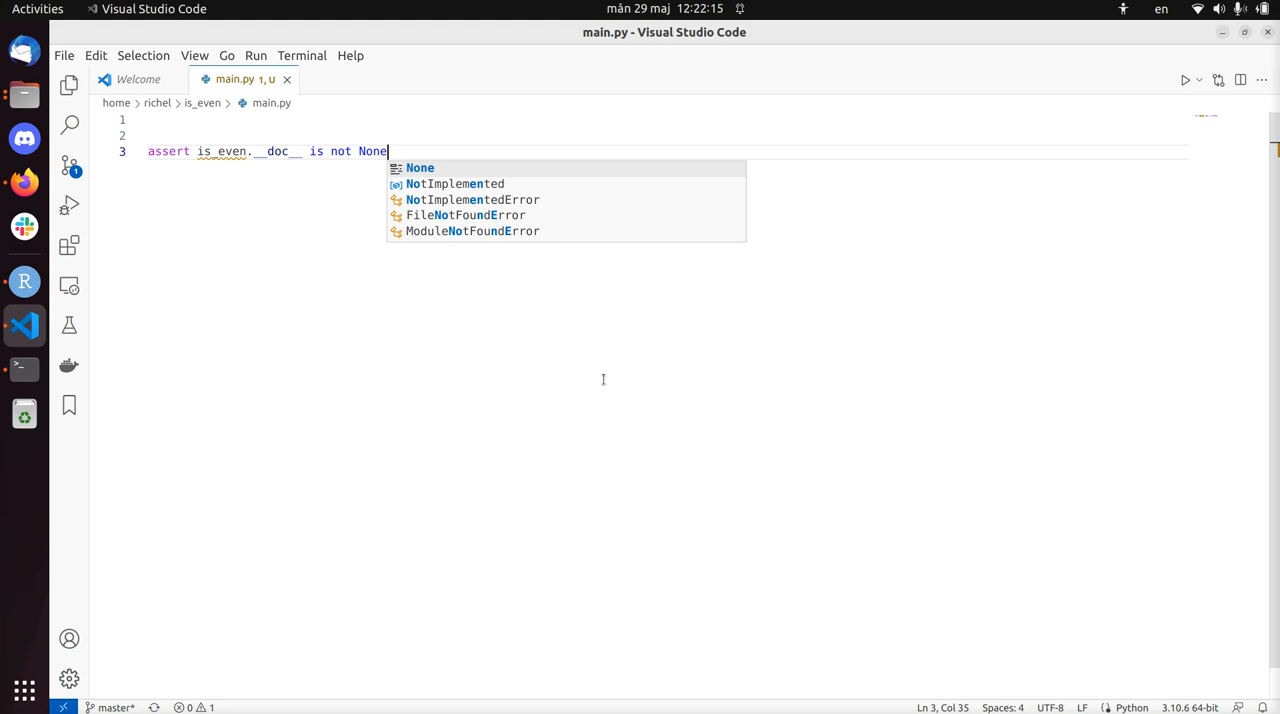 Activities
Visual Studio Code
mån 29 maj 12:22:15
en
main.py - Visual Studio Code
File Edit Selection View Go Run Terminal Help
Welcome
main.py 1, U
home > richel > is_even > main.py
1
2
3 assert is_even.__doc__ is not None
None
NotImplemented
NotImplementedError
FileNotFoundError
ModuleNotFoundError
1
R
>_
master*
0
1
Ln 3, Col 35
Spaces: 4
UTF-8
LF
Python
3.10.6 64-bit